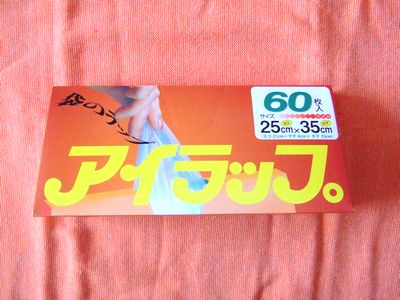 袋のラップ。
アイラップ。
60枚入
サイズ
25cm×35cm